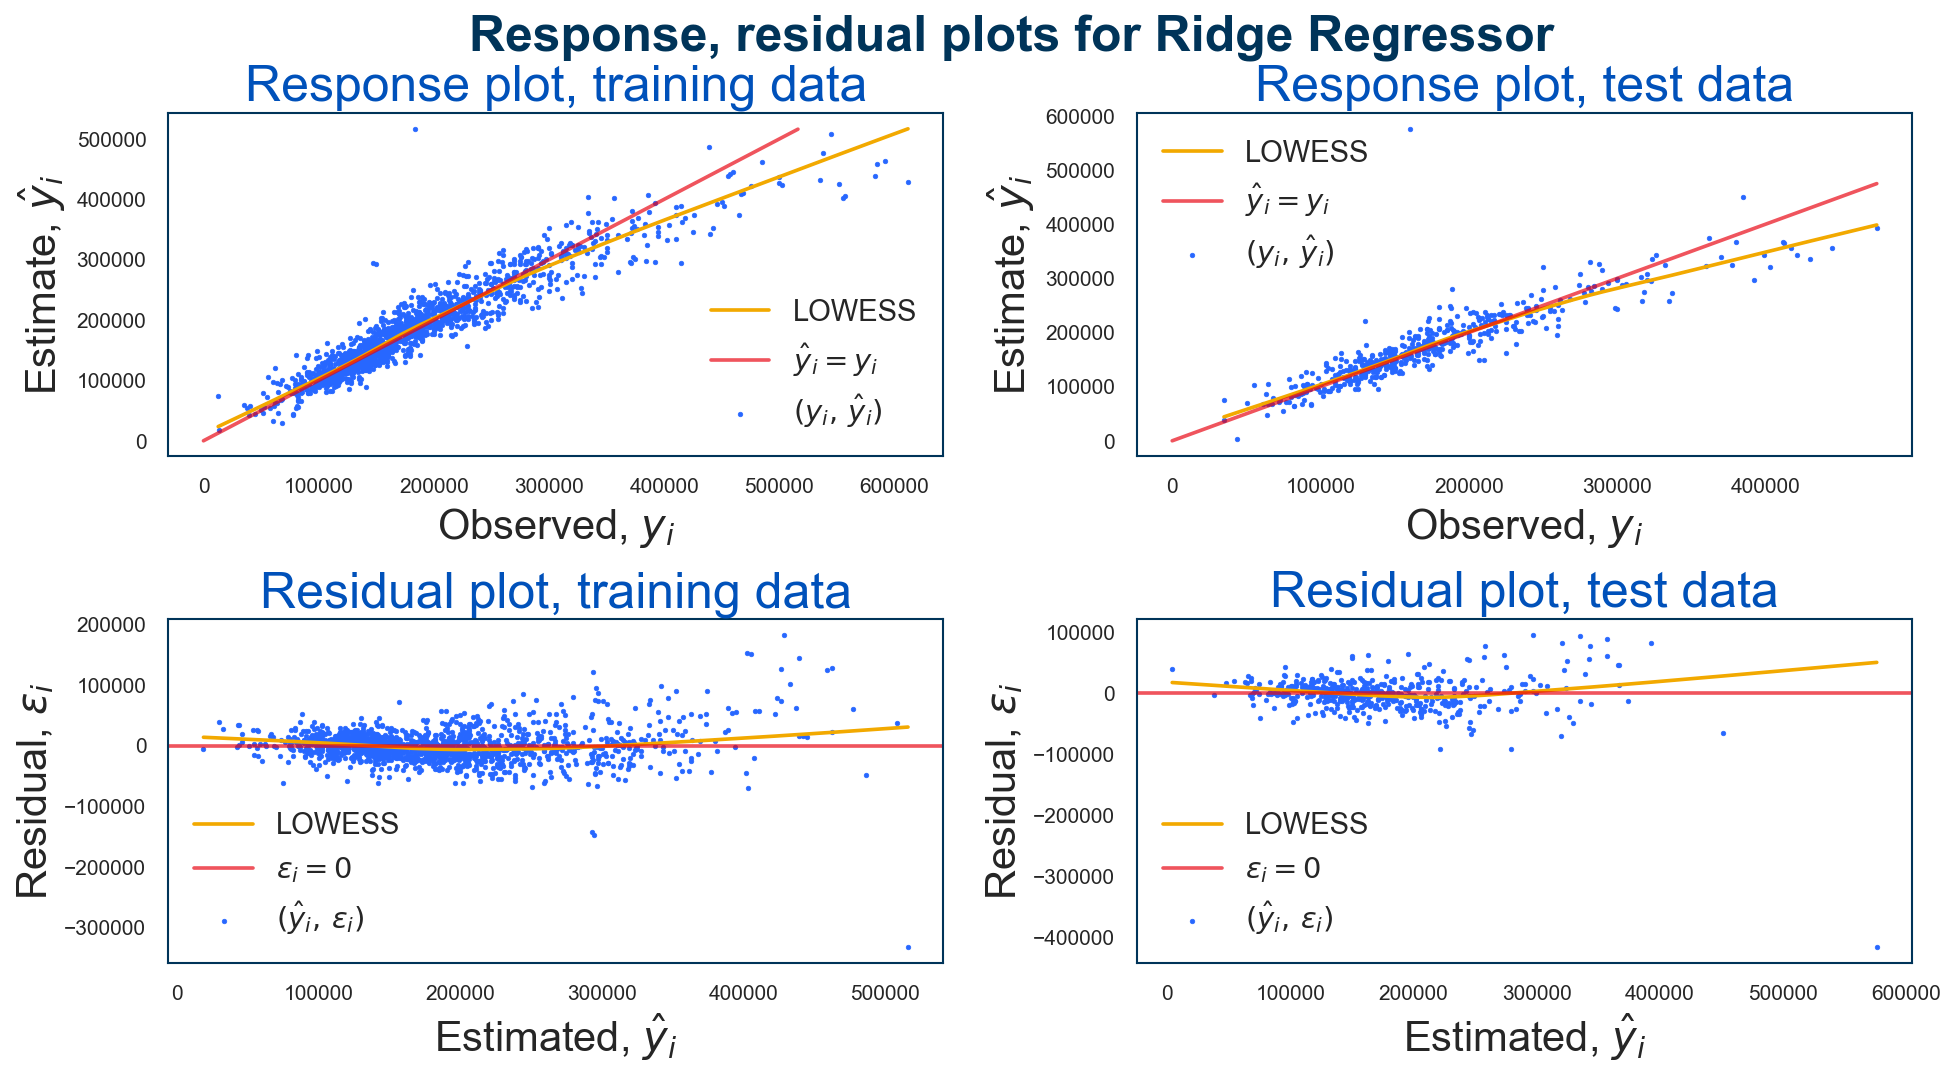 Response, residual plots for Ridge Regressor
Response plot, training data
Estimate, ŷᵢ
500000
400000
300000
200000
100000
0
LOWESS
ŷᵢ = yᵢ
(yᵢ, ŷᵢ)
0 100000 200000 300000 400000 500000 600000
Observed, yᵢ
Response plot, test data
Estimate, ŷᵢ
600000
500000
400000
300000
200000
100000
0
LOWESS
ŷᵢ = yᵢ
(yᵢ, ŷᵢ)
0 100000 200000 300000 400000
Observed, yᵢ
Residual plot, training data
Residual, εᵢ
200000
100000
0
−100000
−200000
−300000
LOWESS
εᵢ = 0
(ŷᵢ, εᵢ)
0 100000 200000 300000 400000 500000
Estimated, ŷᵢ
Residual plot, test data
Residual, εᵢ
100000
0
−100000
−200000
−300000
−400000
LOWESS
εᵢ = 0
(ŷᵢ, εᵢ)
0 100000 200000 300000 400000 500000 600000
Estimated, ŷᵢ